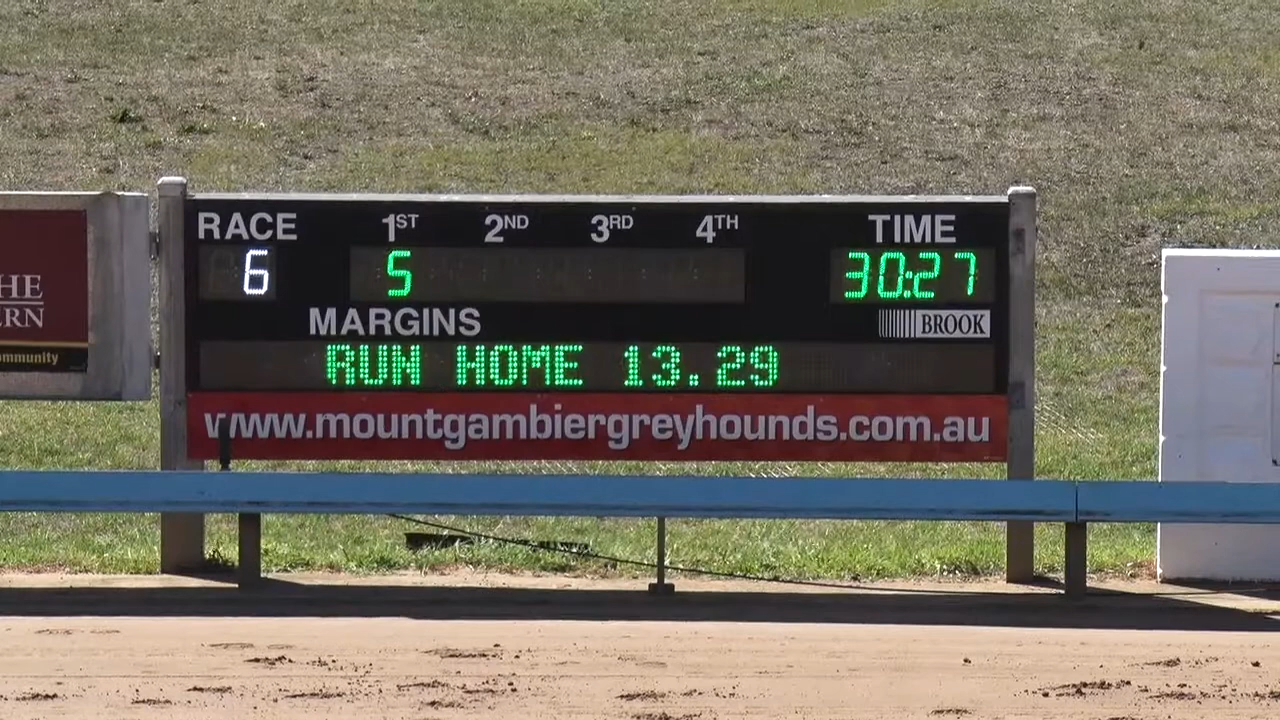 RACE 1ST 2ND 3RD 4TH TIME
6 5 30:27
MARGINS BROOK
RUN HOME 13.29
www.mountgambiergreyhounds.com.au
HE
RN
ommunity